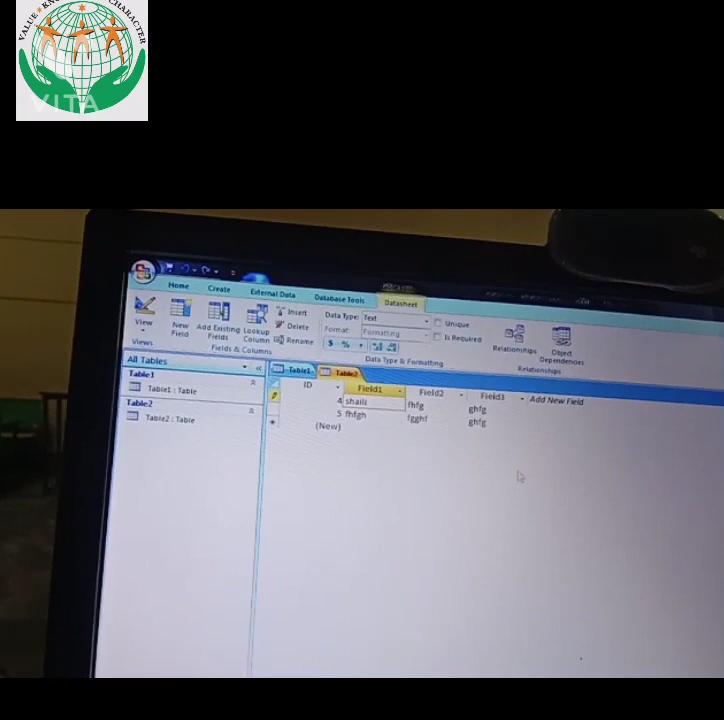 VALUE
CHARACTER
VITA
Home Create External Data Database Tools Datasheet
View
New Field
Add Existing Fields
Lookup Column
Insert
Delete
Rename
Data Type: Text
Format: Formatting
$ % ,
Unique
Is Required
Relationships
Object Dependencies
Views
Fields & Columns
Data Type & Formatting
Relationships
All Tables
Table1
Table1 : Table
Table2
Table2 : Table
Table1 Table2
ID Field1 Field2 Field3 Add New Field
4 shaili fhfg ghfg
5 fhfgh fgghf ghfg
(New)